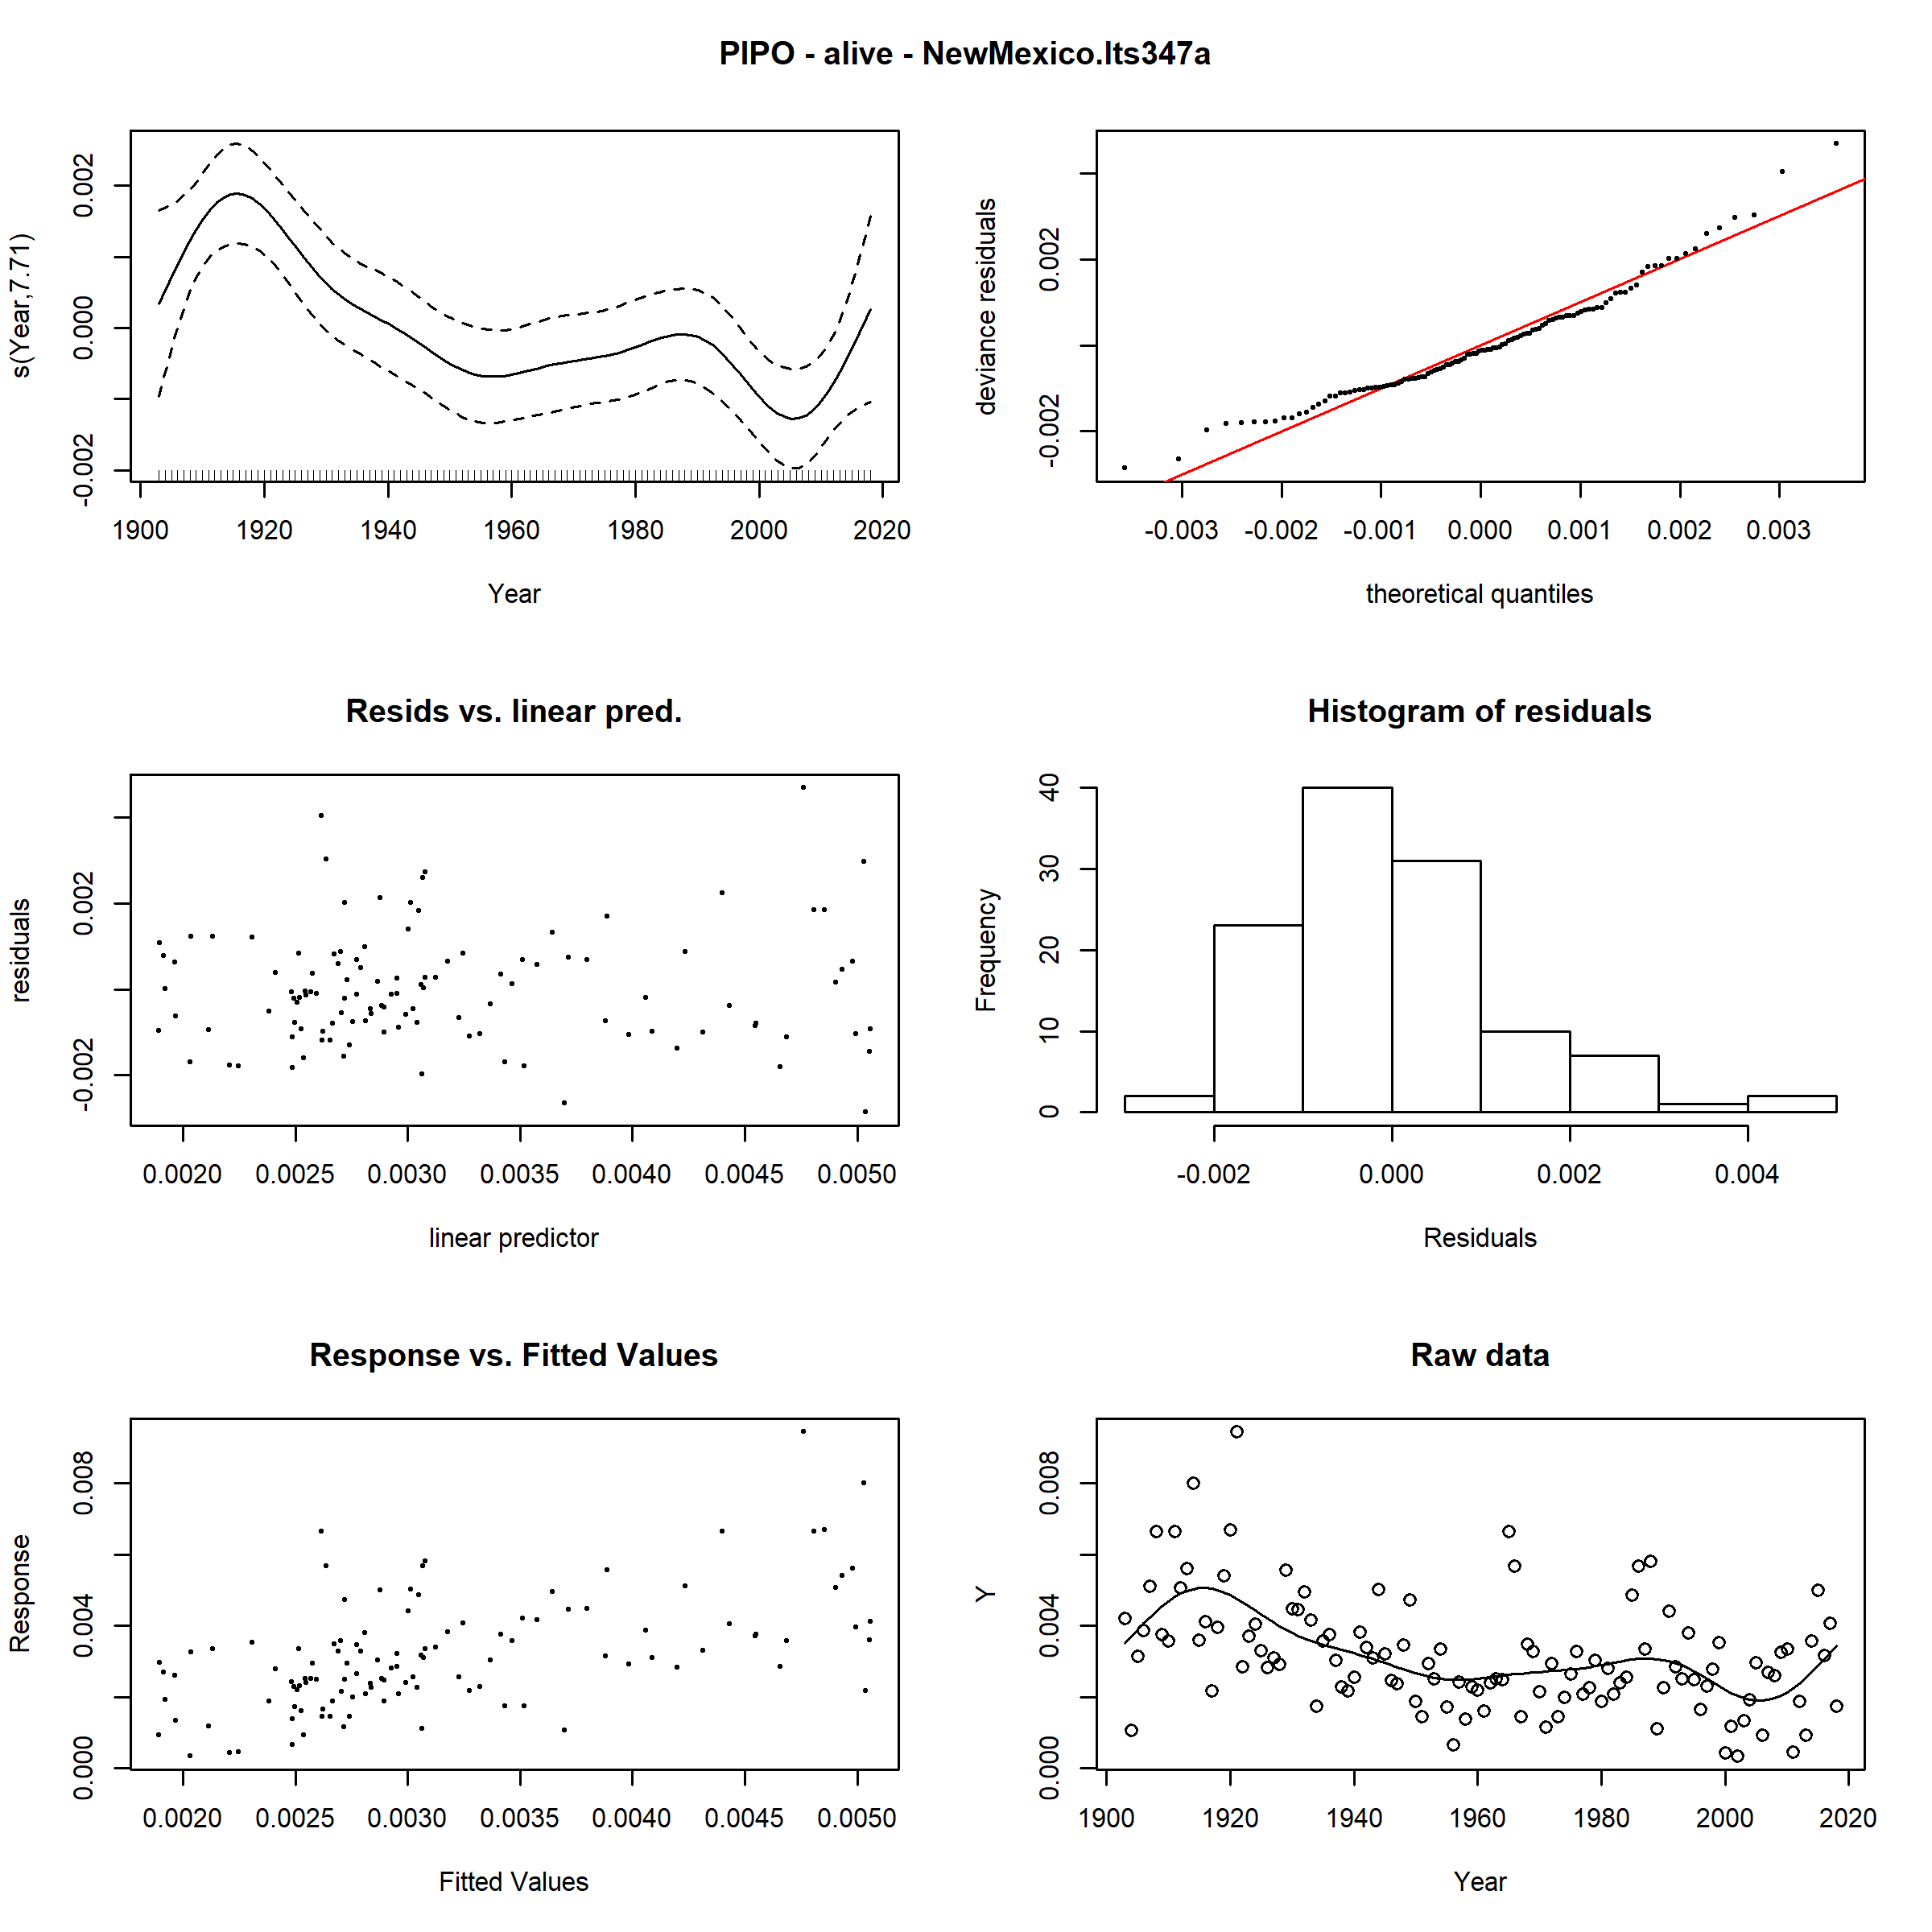 PIPO - alive - NewMexico.lts347a
s(Year,7.71)
-0.002 0.000 0.002
1900 1920 1940 1960 1980 2000 2020
Year
deviance residuals
-0.002 0.002
-0.003 -0.002 -0.001 0.000 0.001 0.002 0.003
theoretical quantiles
Resids vs. linear pred.
residuals
-0.002 0.002
0.0020 0.0025 0.0030 0.0035 0.0040 0.0045 0.0050
linear predictor
Histogram of residuals
Frequency
0 10 20 30 40
-0.002 0.000 0.002 0.004
Residuals
Response vs. Fitted Values
Response
0.000 0.004 0.008
0.0020 0.0025 0.0030 0.0035 0.0040 0.0045 0.0050
Fitted Values
Raw data
Y
0.000 0.004 0.008
1900 1920 1940 1960 1980 2000 2020
Year